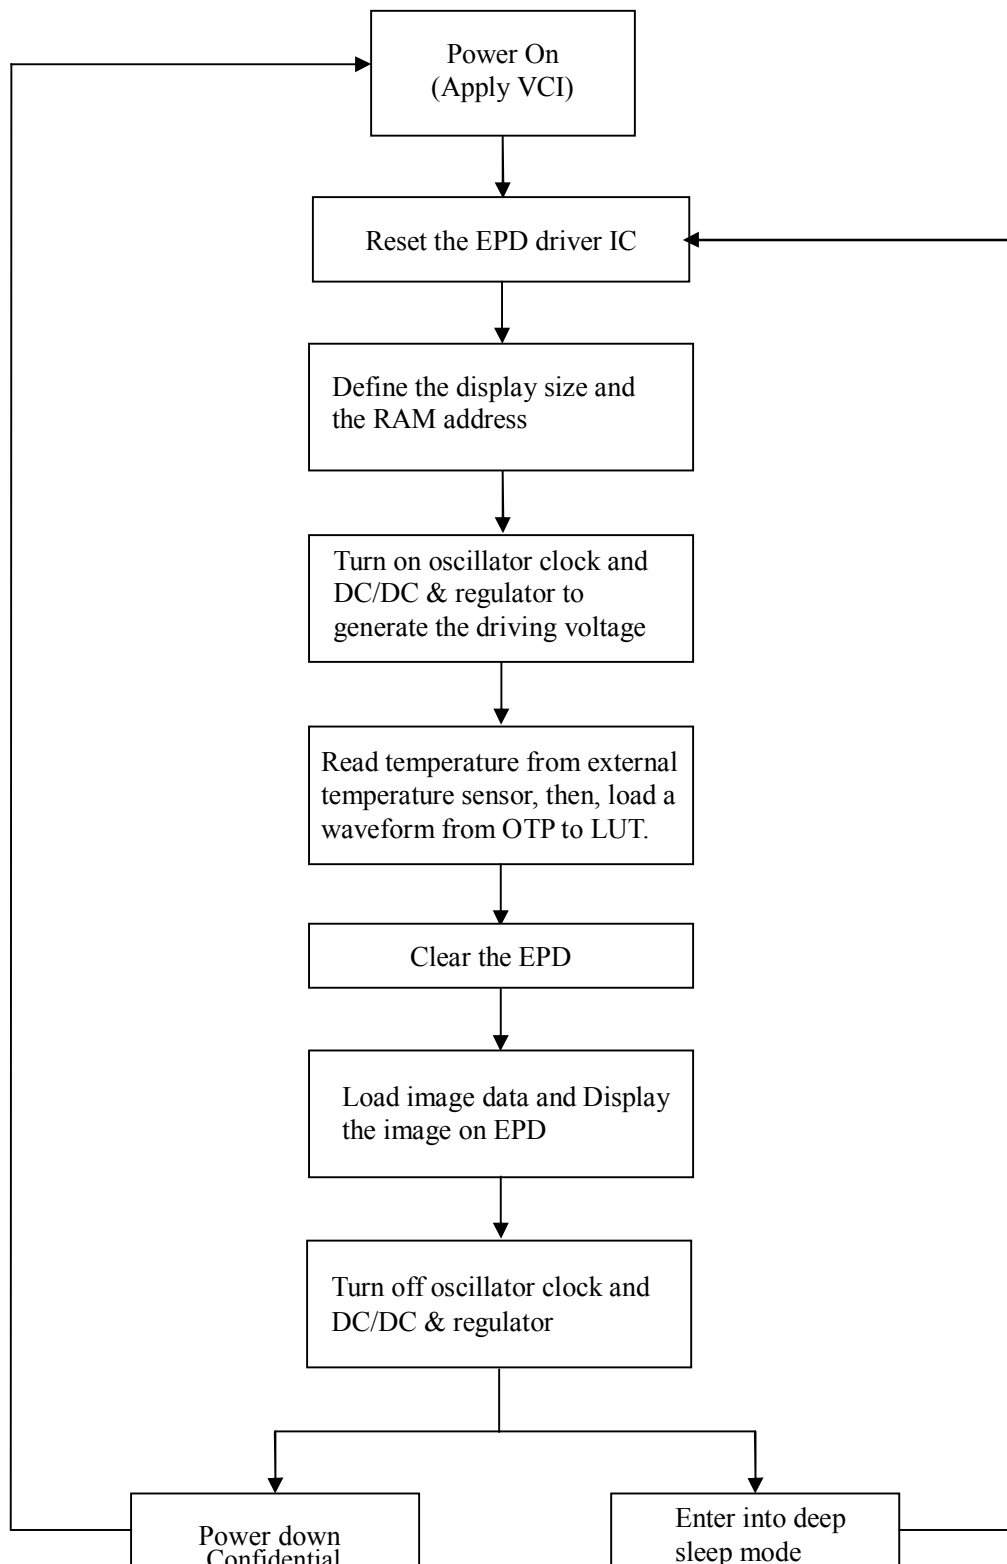 Power On
(Apply VCI)
Reset the EPD driver IC
Define the display size and
the RAM address
Turn on oscillator clock and
DC/DC & regulator to
generate the driving voltage
Read temperature from external
temperature sensor, then, load a
waveform from OTP to LUT.
Clear the EPD
Load image data and Display
the image on EPD
Turn off oscillator clock and
DC/DC & regulator
Power down
Confidential
Enter into deep
sleep mode